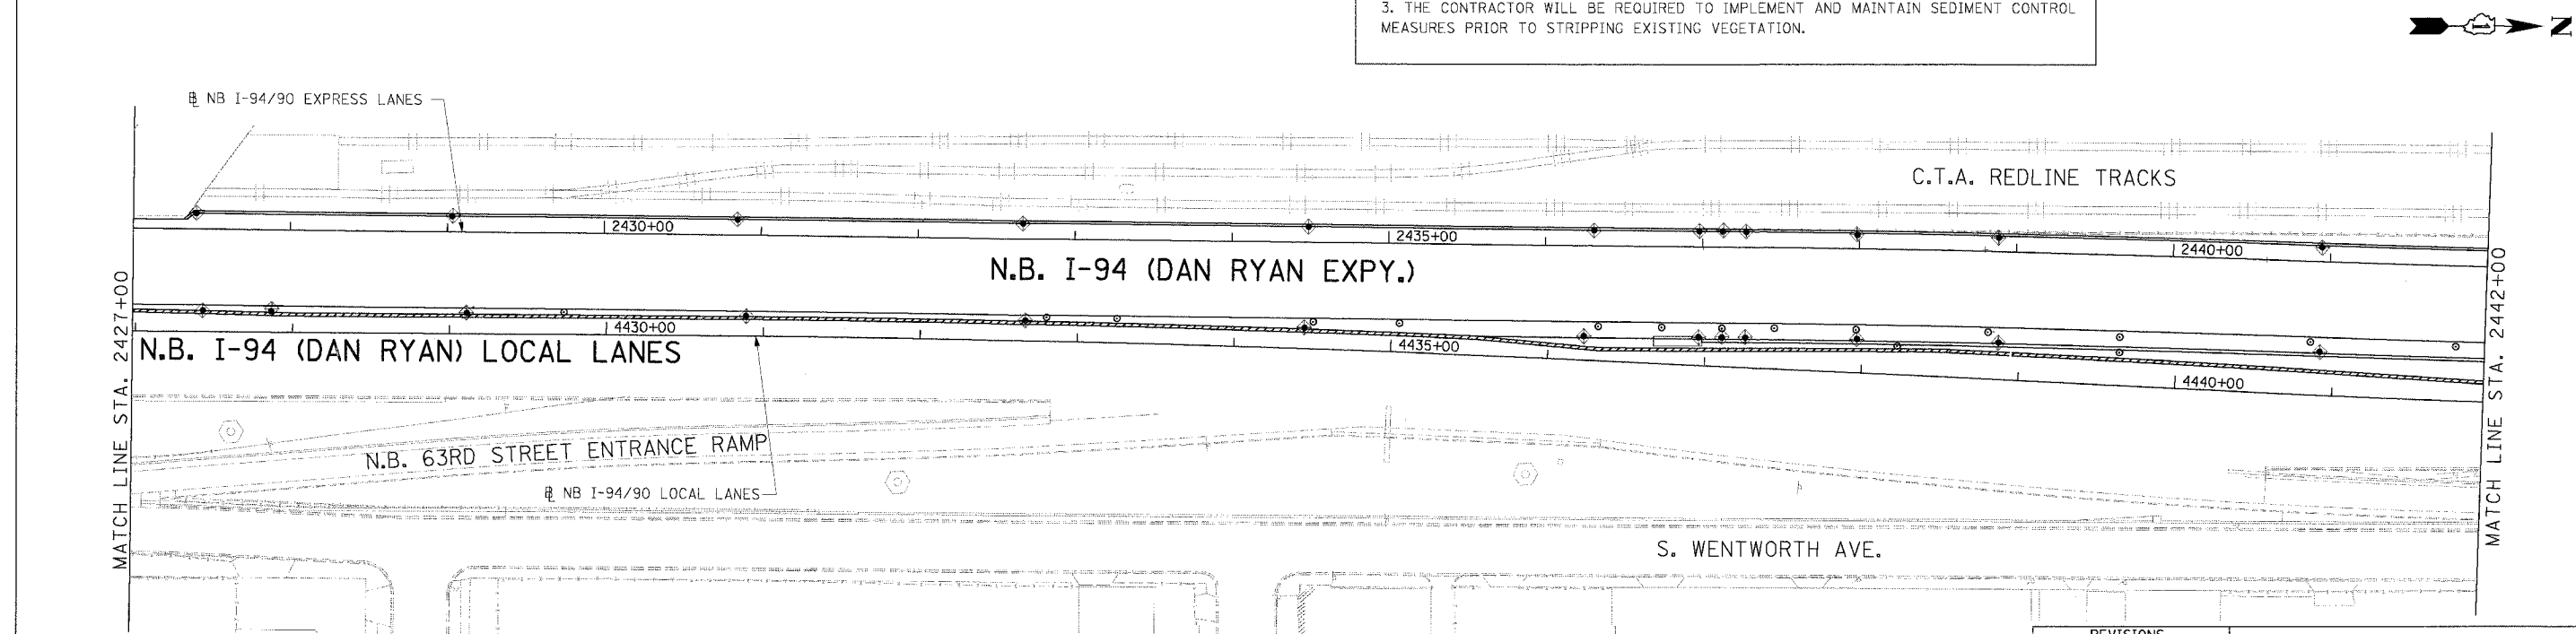 3. THE CONTRACTOR WILL BE REQUIRED TO IMPLEMENT AND MAINTAIN SEDIMENT CONTROL
MEASURES PRIOR TO STRIPPING EXISTING VEGETATION.
N
NB I-94/90 EXPRESS LANES
C.T.A. REDLINE TRACKS
2430+00
2435+00
2440+00
N.B. I-94 (DAN RYAN EXPY.)
MATCH LINE STA. 2427+00
MATCH LINE STA. 2442+00
4430+00
4435+00
4440+00
N.B. I-94 (DAN RYAN) LOCAL LANES
N.B. 63RD STREET ENTRANCE RAMP
NB I-94/90 LOCAL LANES
S. WENTWORTH AVE.
REVISIONS